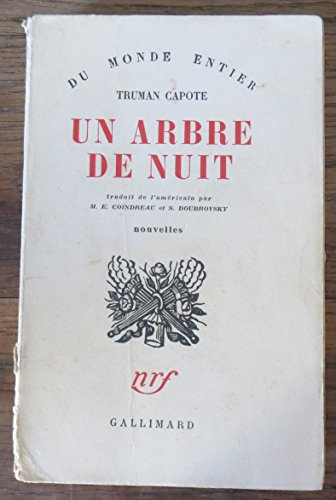 DU MONDE ENTIER
TRUMAN CAPOTE
UN ARBRE
DE NUIT
traduit de l'américain par
M. E. COINDREAU et S. DOUBROVSKY
nouvelles
nrf
GALLIMARD